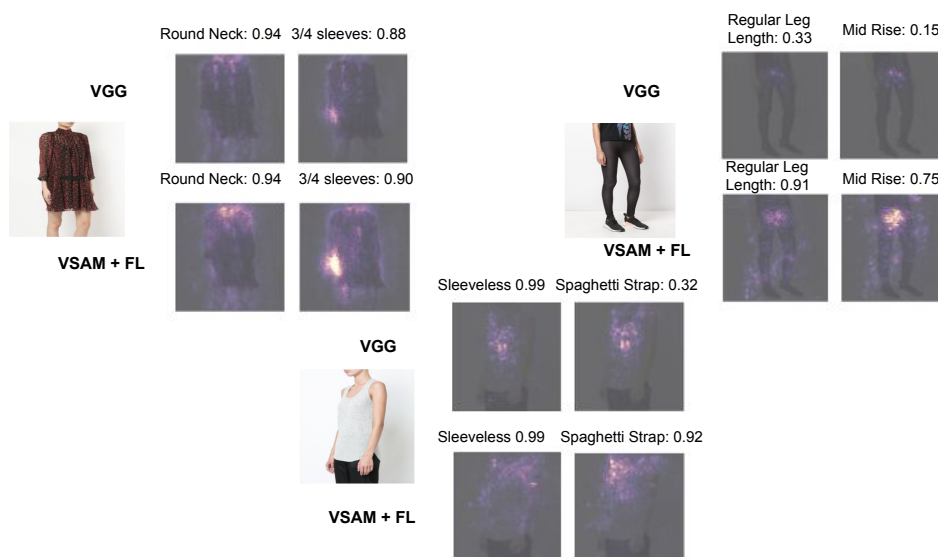 Round Neck: 0.94 3/4 sleeves: 0.88
VGG
Round Neck: 0.94 3/4 sleeves: 0.90
VSAM + FL
Regular Leg
Length: 0.33
Mid Rise: 0.15
VGG
Regular Leg
Length: 0.91
Mid Rise: 0.75
VSAM + FL
Sleeveless 0.99 Spaghetti Strap: 0.32
VGG
Sleeveless 0.99 Spaghetti Strap: 0.92
VSAM + FL